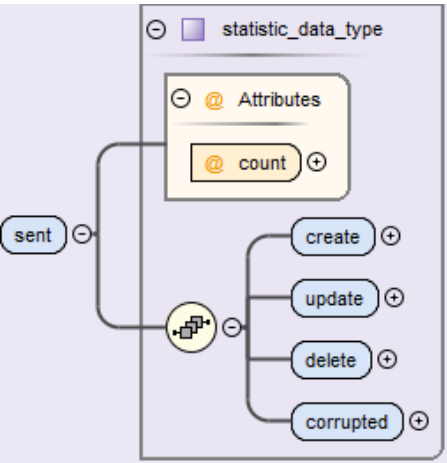 statistic_data_type
@ Attributes
@ count
sent
create
update
delete
corrupted